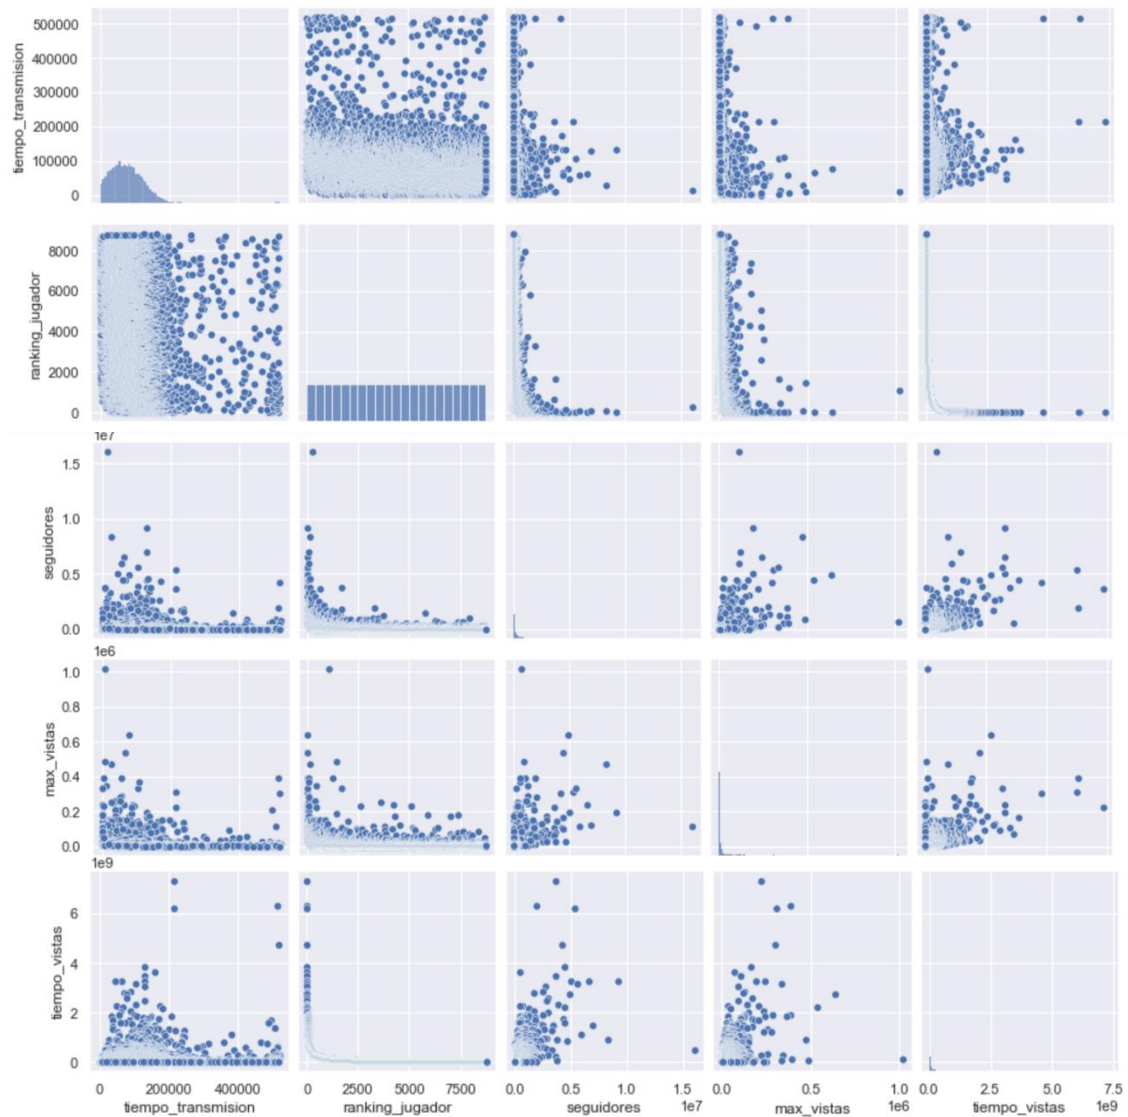 500000
400000
300000
200000
100000
0
tiempo_transmision
8000
6000
4000
2000
0
ranking_jugador
1e7
1.5
1.0
0.5
0.0
seguidores
1e6
1.0
0.8
0.6
0.4
0.2
0.0
max_vistas
1e9
6
4
2
0
tiempo_vistas
0 200000 400000 0 2500 5000 7500 0.0 0.5 1.0 1.5 0.0 0.5 1.0 0.0 2.5 5.0 7.5
tiempo_transmision ranking_jugador seguidores 1e7 max_vistas 1e6 tiempo_vistas 1e9